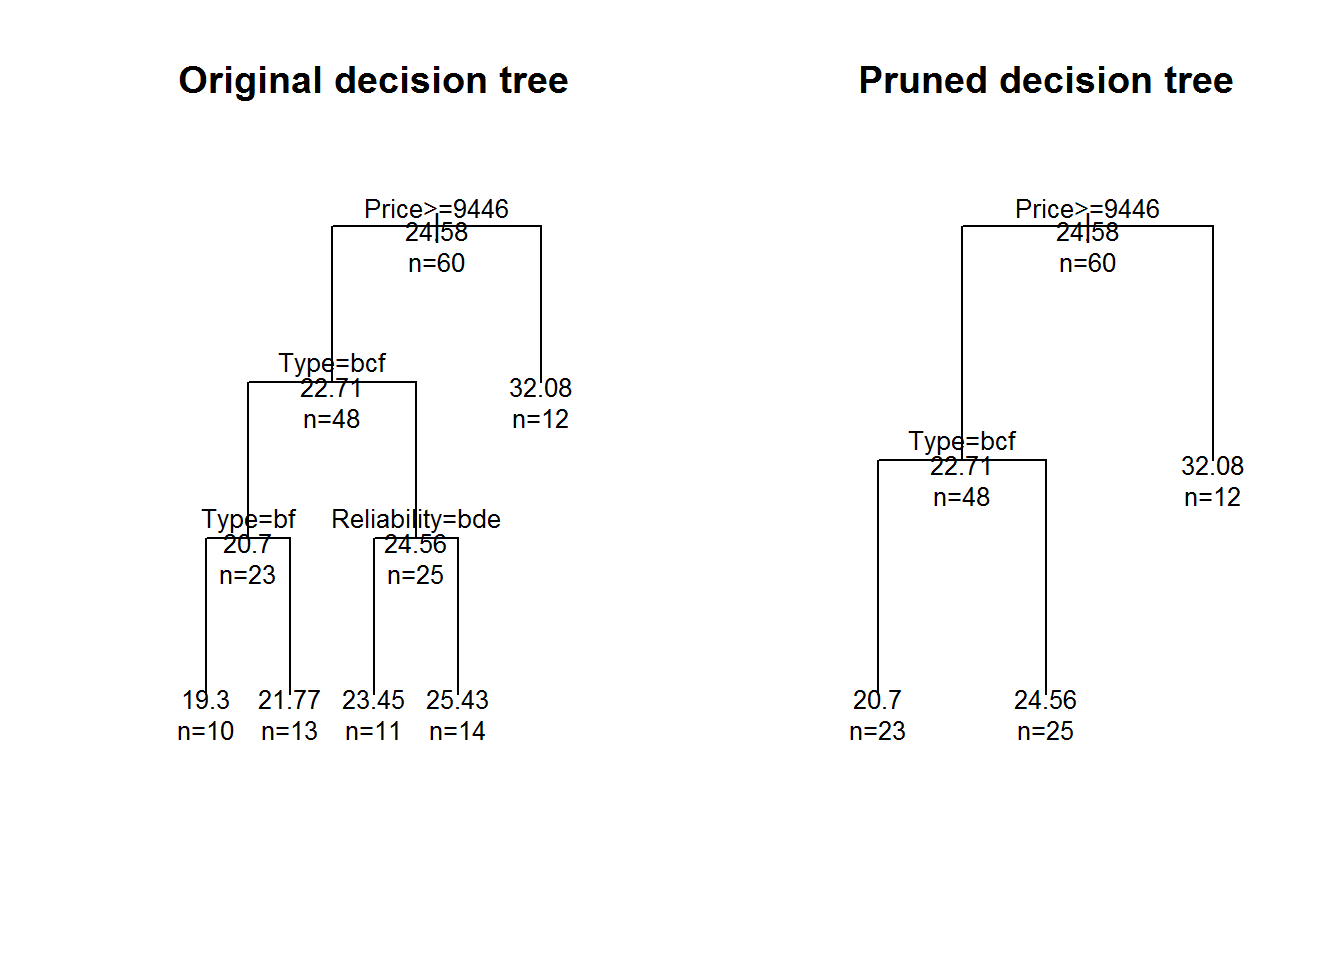 Original decision tree
Price>=9446
24.58
n=60
Type=bcf
22.71
n=48
32.08
n=12
Type=bf
20.7
n=23
Reliability=bde
24.56
n=25
19.3
n=10
21.77
n=13
23.45
n=11
25.43
n=14
Pruned decision tree
Price>=9446
24.58
n=60
Type=bcf
22.71
n=48
32.08
n=12
20.7
n=23
24.56
n=25